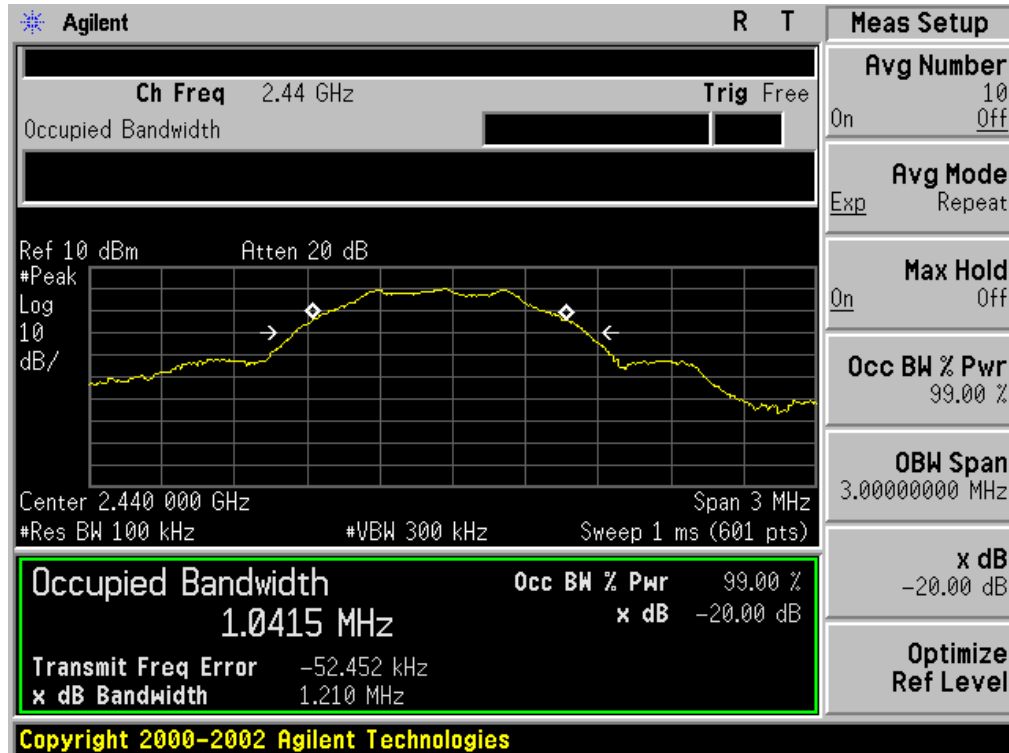 Agilent R T
Ch Freq 2.44 GHz Trig Free
Occupied Bandwidth
Ref 10 dBm Atten 20 dB
#Peak
Log
10
dB/
Center 2.440 000 GHz Span 3 MHz
#Res BW 100 kHz #VBW 300 kHz Sweep 1 ms (601 pts)
Occupied Bandwidth
1.0415 MHz
Occ BW % Pwr 99.00 %
x dB -20.00 dB
Transmit Freq Error -52.452 kHz
x dB Bandwidth 1.210 MHz
Copyright 2000-2002 Agilent Technologies
Meas Setup
Avg Number
10
On Off
Avg Mode
Exp Repeat
Max Hold
On Off
Occ BW % Pwr
99.00 %
OBW Span
3.00000000 MHz
x dB
-20.00 dB
Optimize
Ref Level